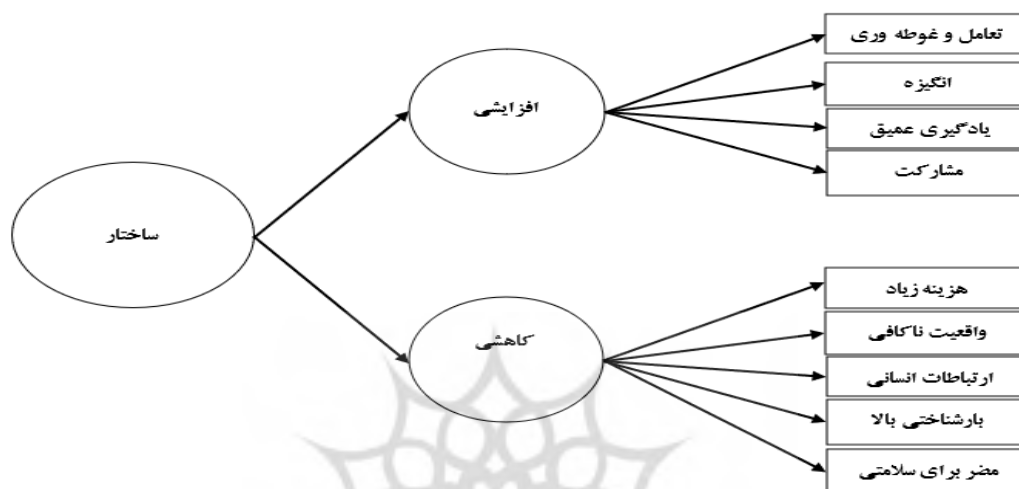 تعامل و غوطه وری
انگیزه
افزایشی
یادگیری عمیق
مشارکت
ساختار
هزینه زیاد
واقعیت ناکافی
کاهشی
ارتباطات انسانی
بارشناختی بالا
مضر برای سلامتی